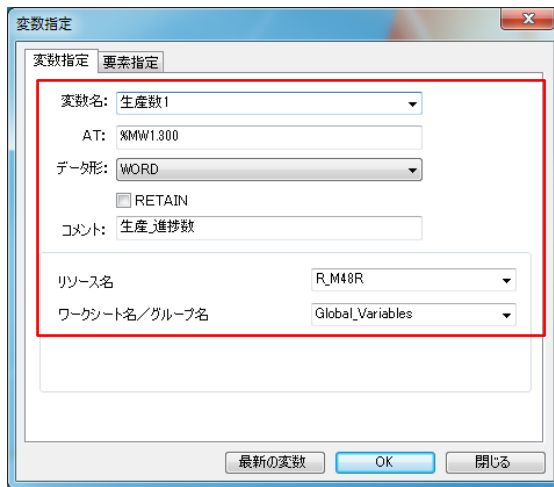 変数指定
変数指定 要素指定
変数名: 生産数1
AT: %MW1.300
データ形: WORD
RETAIN
コメント: 生産_進捗数
リソース名 R_M48R
ワークシート名／グループ名 Global_Variables
最新の変数 OK 閉じる